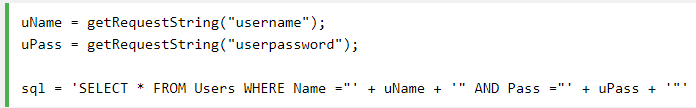 uName = getRequestString("username");
uPass = getRequestString("userpassword");
sql = 'SELECT * FROM Users WHERE Name ="' + uName + '" AND Pass ="' + uPass + '"'